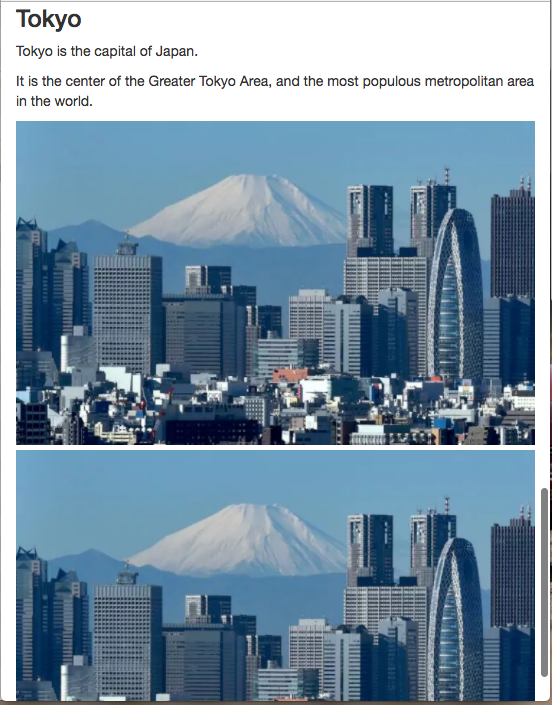 Tokyo
Tokyo is the capital of Japan.
It is the center of the Greater Tokyo Area, and the most populous metropolitan area
in the world.